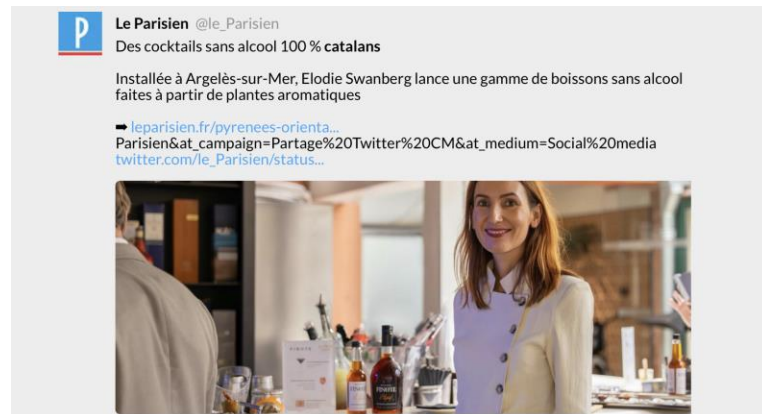 P
Le Parisien @le_Parisien
Des cocktails sans alcool 100 % catalans
Installée à Argelès-sur-Mer, Elodie Swanberg lance une gamme de boissons sans alcool
faites à partir de plantes aromatiques
➡ leparisien.fr/pyrenees-orienta...
Parisien&at_campaign=Partage%20Twitter%20CM&at_medium=Social%20media
twitter.com/le_Parisien/status...